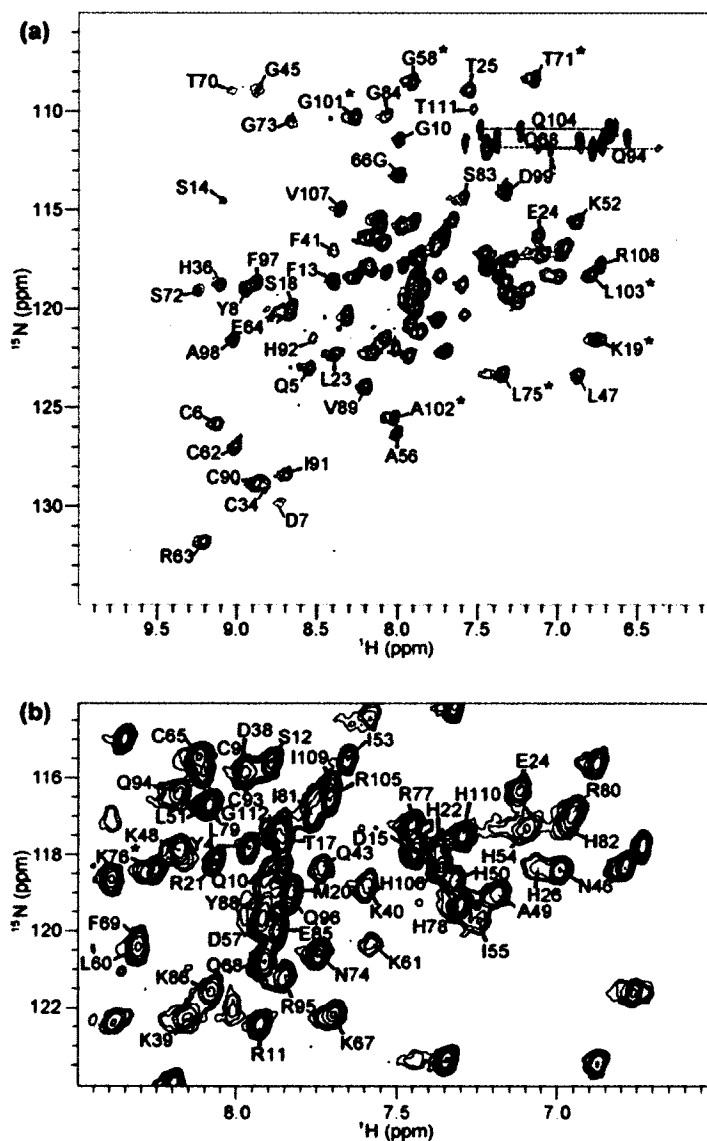 (a)
T70
G45
G58*
T25
T71*
G101*
G84
G73
T111
Q104
G10
Q68
66G
Q94
S83
D99
S14
V107
E24
K52
F41
H36
F97
F13
R108
S72
S18
Y8
L103*
E64
A98
H92
K19*
Q5
L23
V89
L75*
L47
C6
A102*
C62
A56
C90
I91
C34
D7
R63
110
115
120
125
130
15N (ppm)
9.5 9.0 8.5 8.0 7.5 7.0 6.5
1H (ppm)
(b)
D38
C65
C9
S12
I53
I109
E24
Q94
R105
R80
C93
I81
R77
H110
L51
G112
H22
K48
L79
D15
Y4
T17
H82
K76*
H54
Q43
R21
Q10
H50
M20
H106
H26
N46
Y88
Q96
K40
A49
F69
D57
E85
H78
I55
L60
Q68
N74
K61
K86
R95
K39
R11
K67
116
118
120
122
15N (ppm)
8.0 7.5 7.0
1H (ppm)